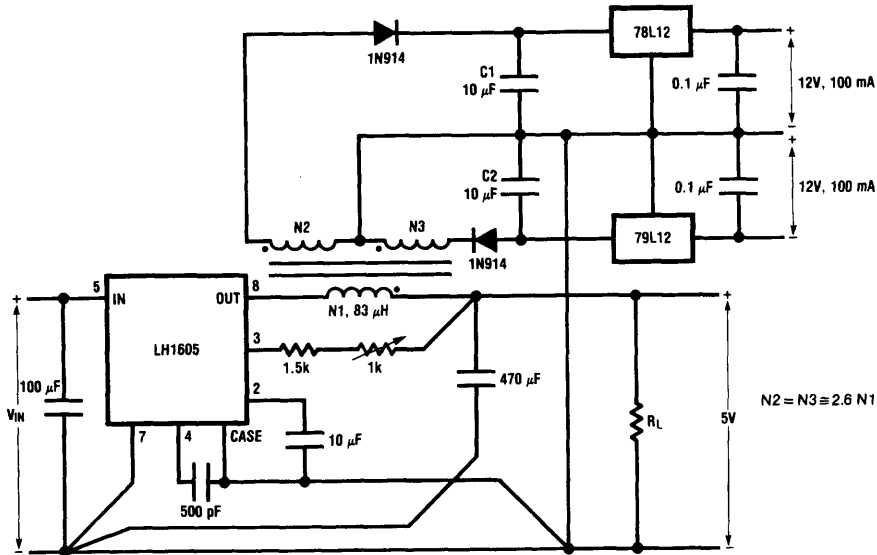 78L12
+
1N914
C1
10 μF
0.1 μF
12V, 100 mA
-
+
C2
10 μF
0.1 μF
12V, 100 mA
-
N2
N3
1N914
79L12
+
5
IN
OUT
8
N1, 83 μH
+
LH1605
3
1.5k
1k
100 μF
VIN
2
10 μF
470 μF
RL
5V
N2 = N3 ≅ 2.6 N1
7
4
CASE
500 pF
-
-